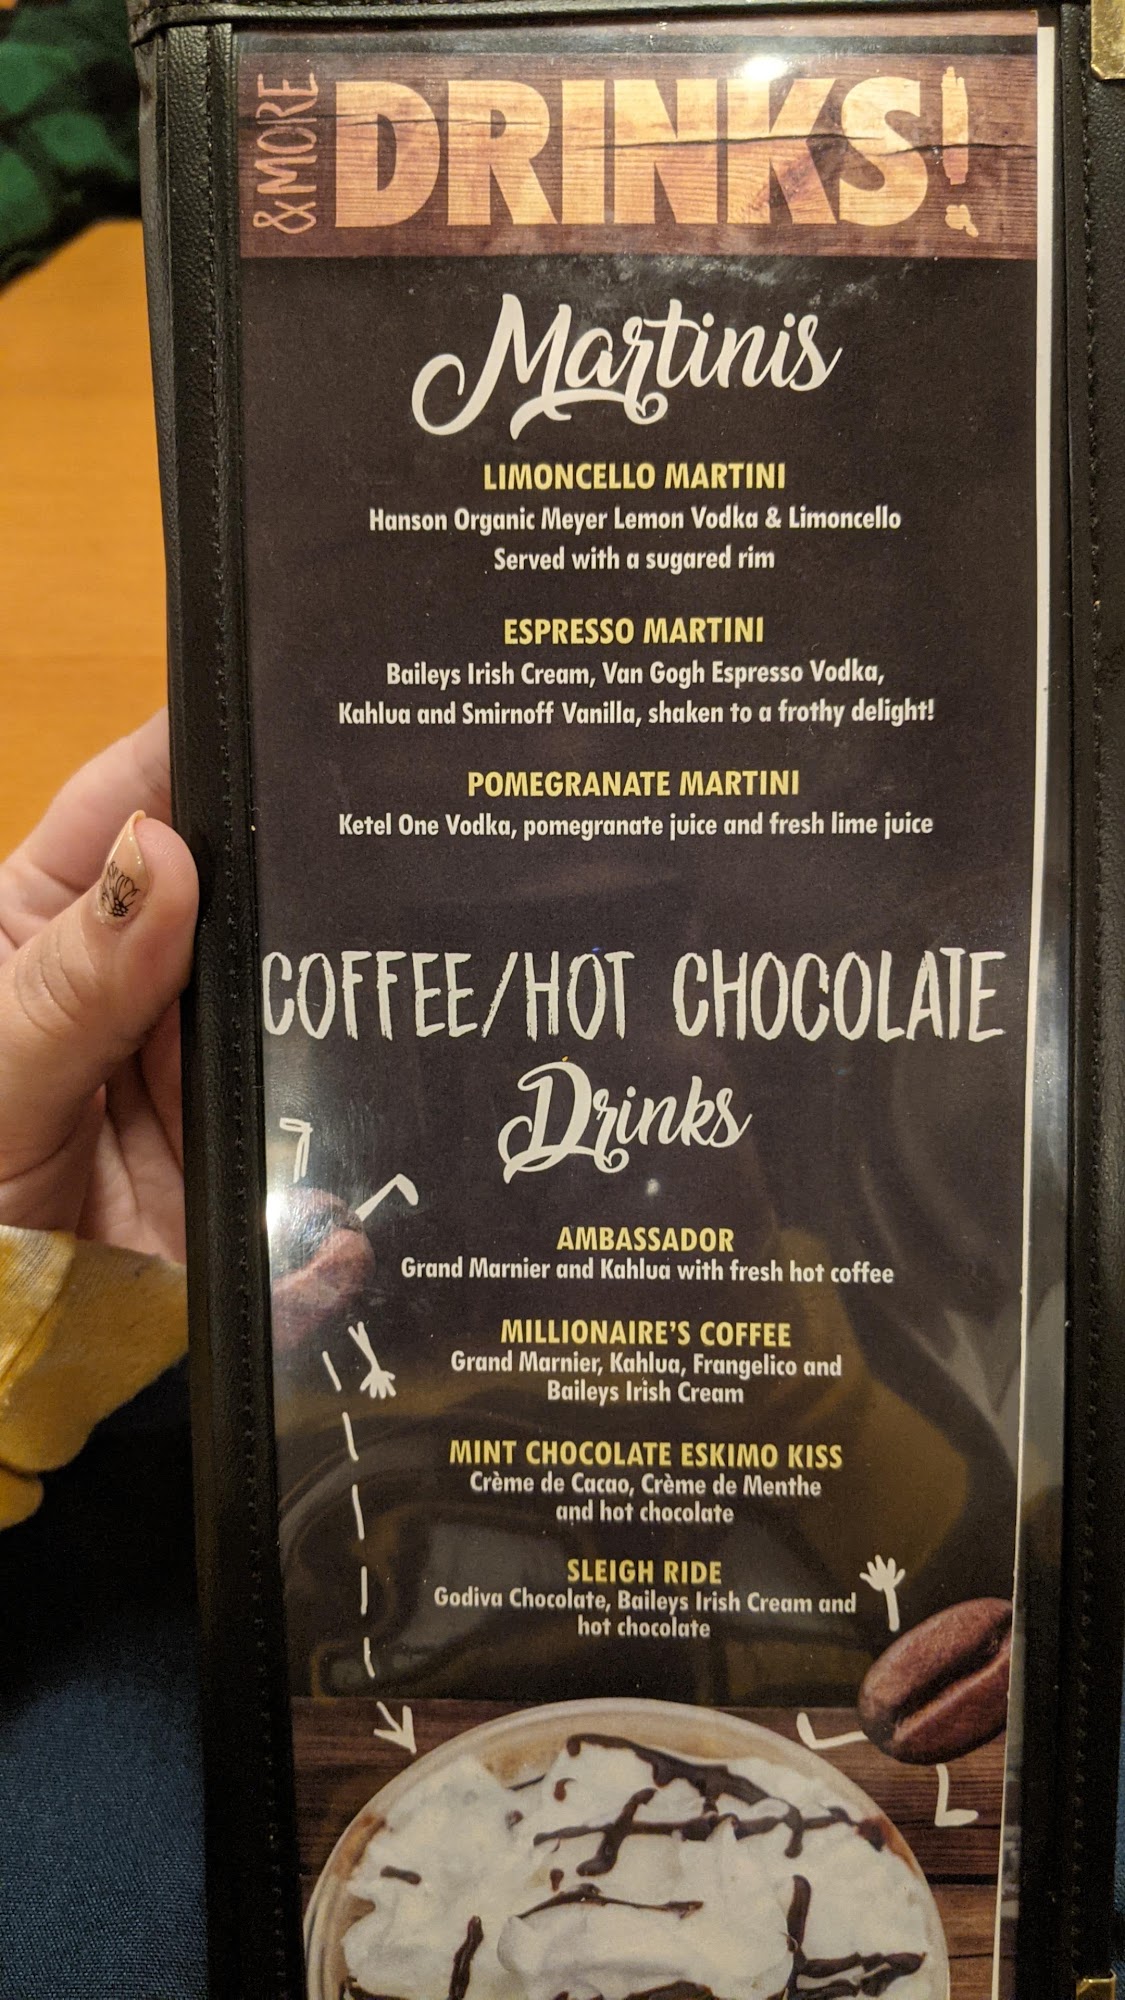 &MORE DRINKS!
Martinis
LIMONCELLO MARTINI
Hanson Organic Meyer Lemon Vodka & Limoncello
Served with a sugared rim
ESPRESSO MARTINI
Baileys Irish Cream, Van Gogh Espresso Vodka,
Kahlua and Smirnoff Vanilla, shaken to a frothy delight!
POMEGRANATE MARTINI
Ketel One Vodka, pomegranate juice and fresh lime juice
COFFEE/HOT CHOCOLATE
Drinks
AMBASSADOR
Grand Marnier and Kahlua with fresh hot coffee
MILLIONAIRE'S COFFEE
Grand Marnier, Kahlua, Frangelico and
Baileys Irish Cream
MINT CHOCOLATE ESKIMO KISS
Crème de Cacao, Crème de Menthe
and hot chocolate
SLEIGH RIDE
Godiva Chocolate, Baileys Irish Cream and
hot chocolate